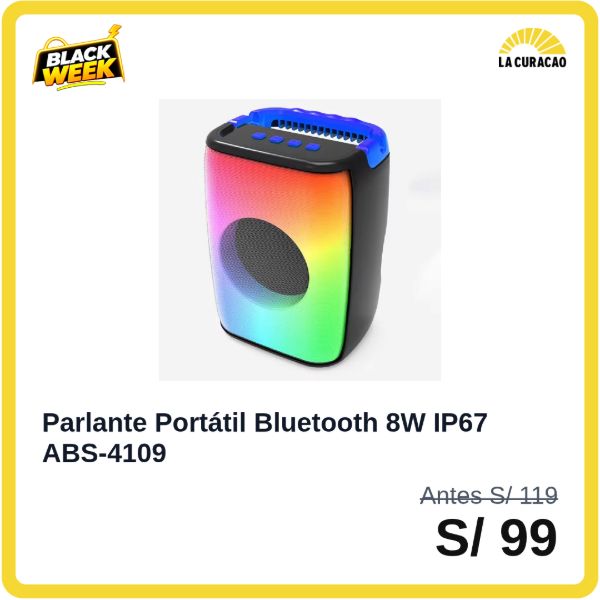 BLACK
WEEK
LA CURACAO
Parlante Portátil Bluetooth 8W IP67
ABS-4109
Antes S/ 119
S/ 99